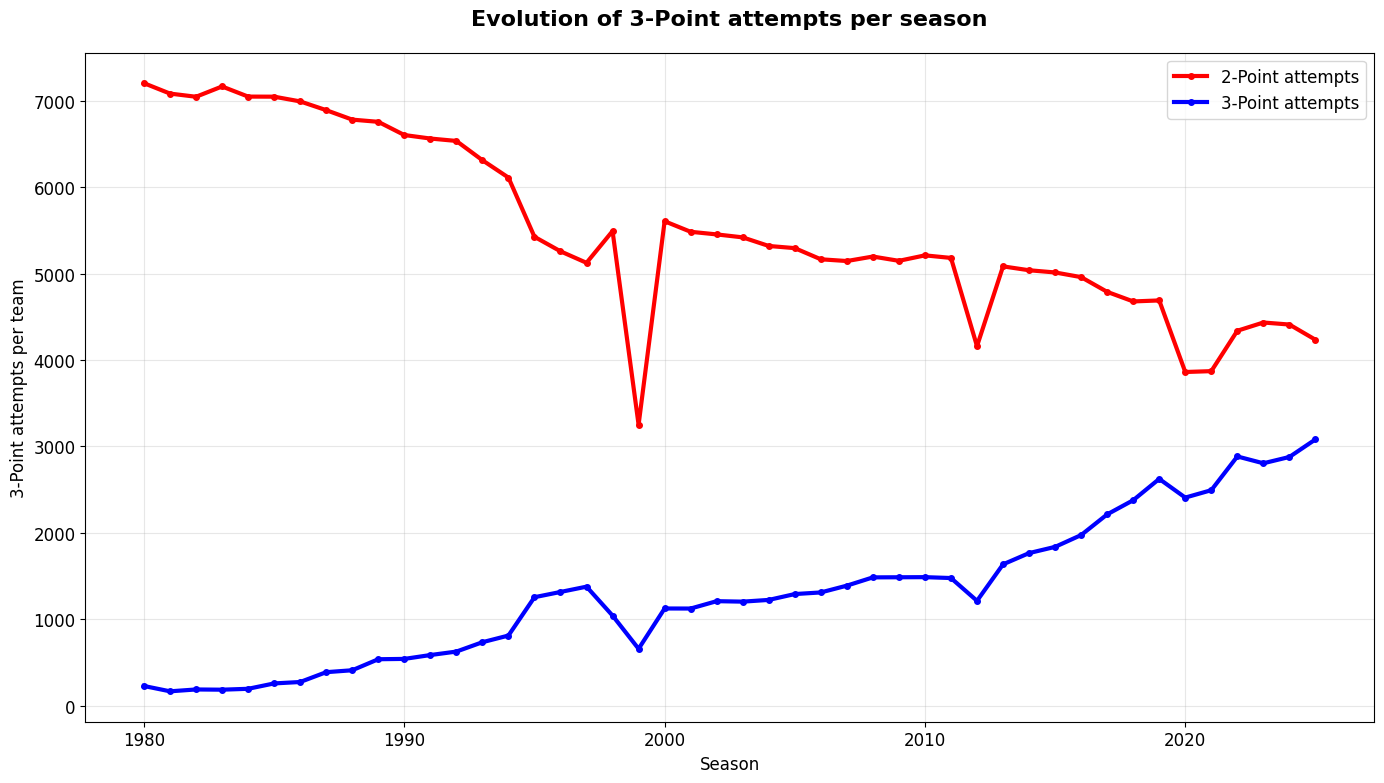 Evolution of 3-Point attempts per season
2-Point attempts
3-Point attempts
3-Point attempts per team
7000
6000
5000
4000
3000
2000
1000
0
1980
1990
2000
2010
2020
Season